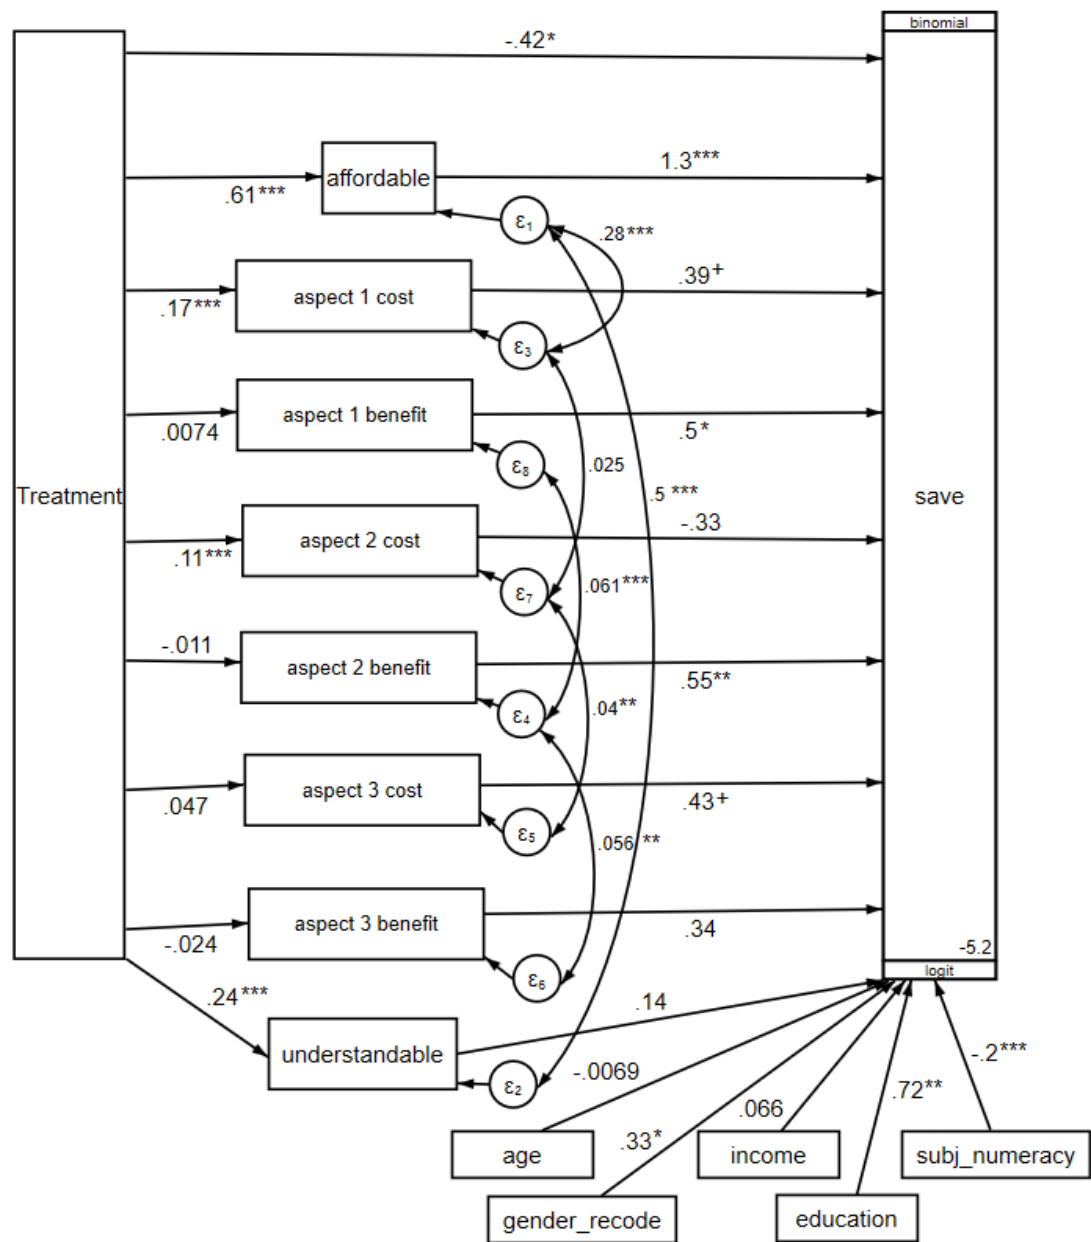 binomial
-.42*
affordable
.61***
1.3***
ε1
.28***
aspect 1 cost
.17***
.39+
ε3
aspect 1 benefit
.0074
.5*
ε8
.025
Treatment
.5 ***
save
aspect 2 cost
.11***
-.33
ε7
.061***
aspect 2 benefit
-.011
.55**
ε4
.04**
aspect 3 cost
.047
.43+
ε5
.056 **
aspect 3 benefit
-.024
.34
-5.2
logit
ε6
.24***
understandable
.14
ε2
-.0069
.33*
.066
.72**
-.2***
age
income
subj_numeracy
gender_recode
education